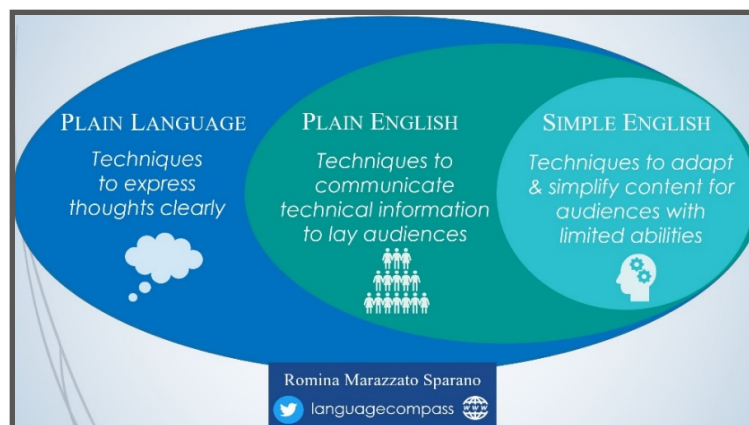 PLAIN LANGUAGE
Techniques
to express
thoughts clearly
PLAIN ENGLISH
Techniques to
communicate
technical information
to lay audiences
SIMPLE ENGLISH
Techniques to adapt
& simplify content for
audiences with
limited abilities
Romina Marazzato Sparano
languagecompass
www